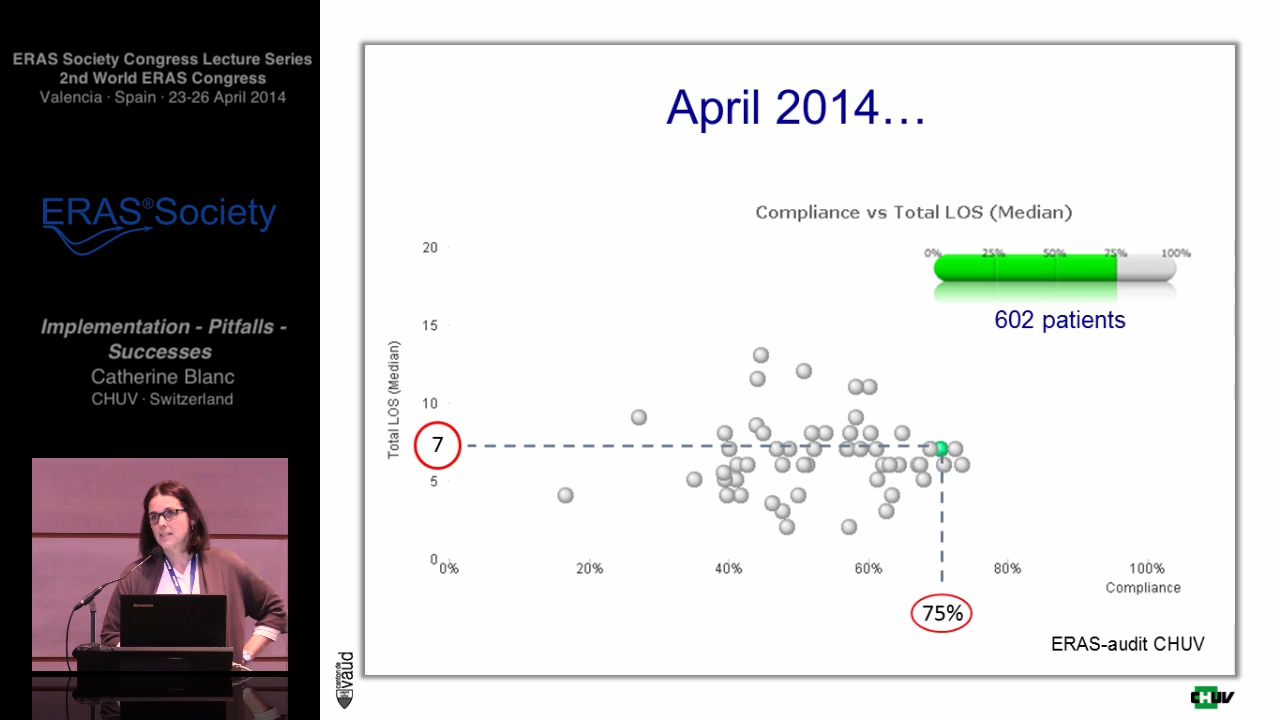 ERAS Society Congress Lecture Series
2nd World ERAS Congress
Valencia · Spain · 23-26 April 2014
ERAS®Society
Implementation - Pitfalls -
Successes
Catherine Blanc
CHUV · Switzerland
lenovo
April 2014…
Compliance vs Total LOS (Median)
0% 25% 50% 75% 100%
602 patients
Total LOS (Median)
20
15
10
7
5
0
0% 20% 40% 60% 80% 100%
Compliance
75%
ERAS-audit CHUV
canton de
vaud
CHUV